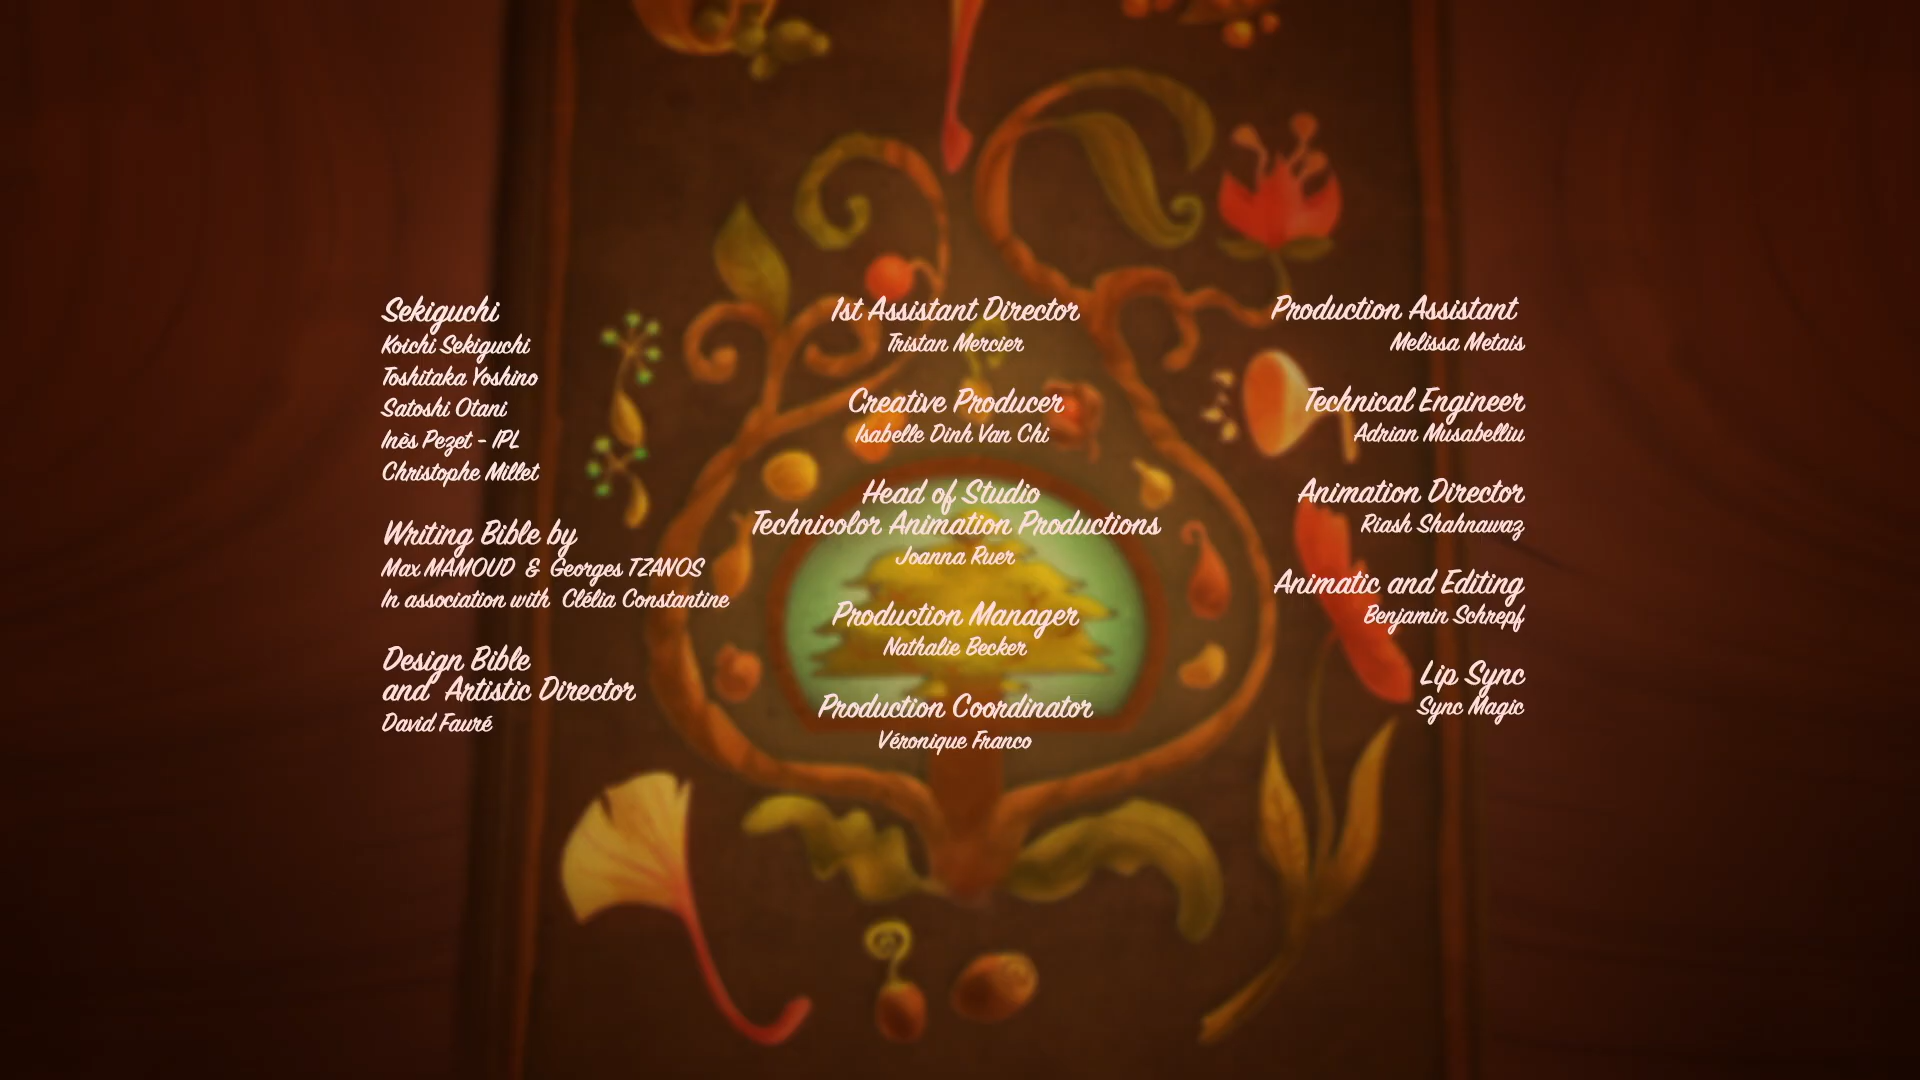 Sekiguchi
Koichi Sekiguchi
Toshitaka Yoshino
Satoshi Otani
Inès Pezet - IPL
Christophe Millet
Writing Bible by
Max MAMOUD & Georges TZANOS
In association with Clélia Constantine
Design Bible
and Artistic Director
David Fauré
1st Assistant Director
Tristan Mercier
Creative Producer
Isabelle Dinh Van Chi
Head of Studio
Technicolor Animation Productions
Joanna Ruer
Production Manager
Nathalie Becker
Production Coordinator
Véronique Franco
Production Assistant
Melissa Metais
Technical Engineer
Adrian Musabelliu
Animation Director
Riash Shahnawaz
Animatic and Editing
Benjamin Schrepf
Lip Sync
Sync Magic